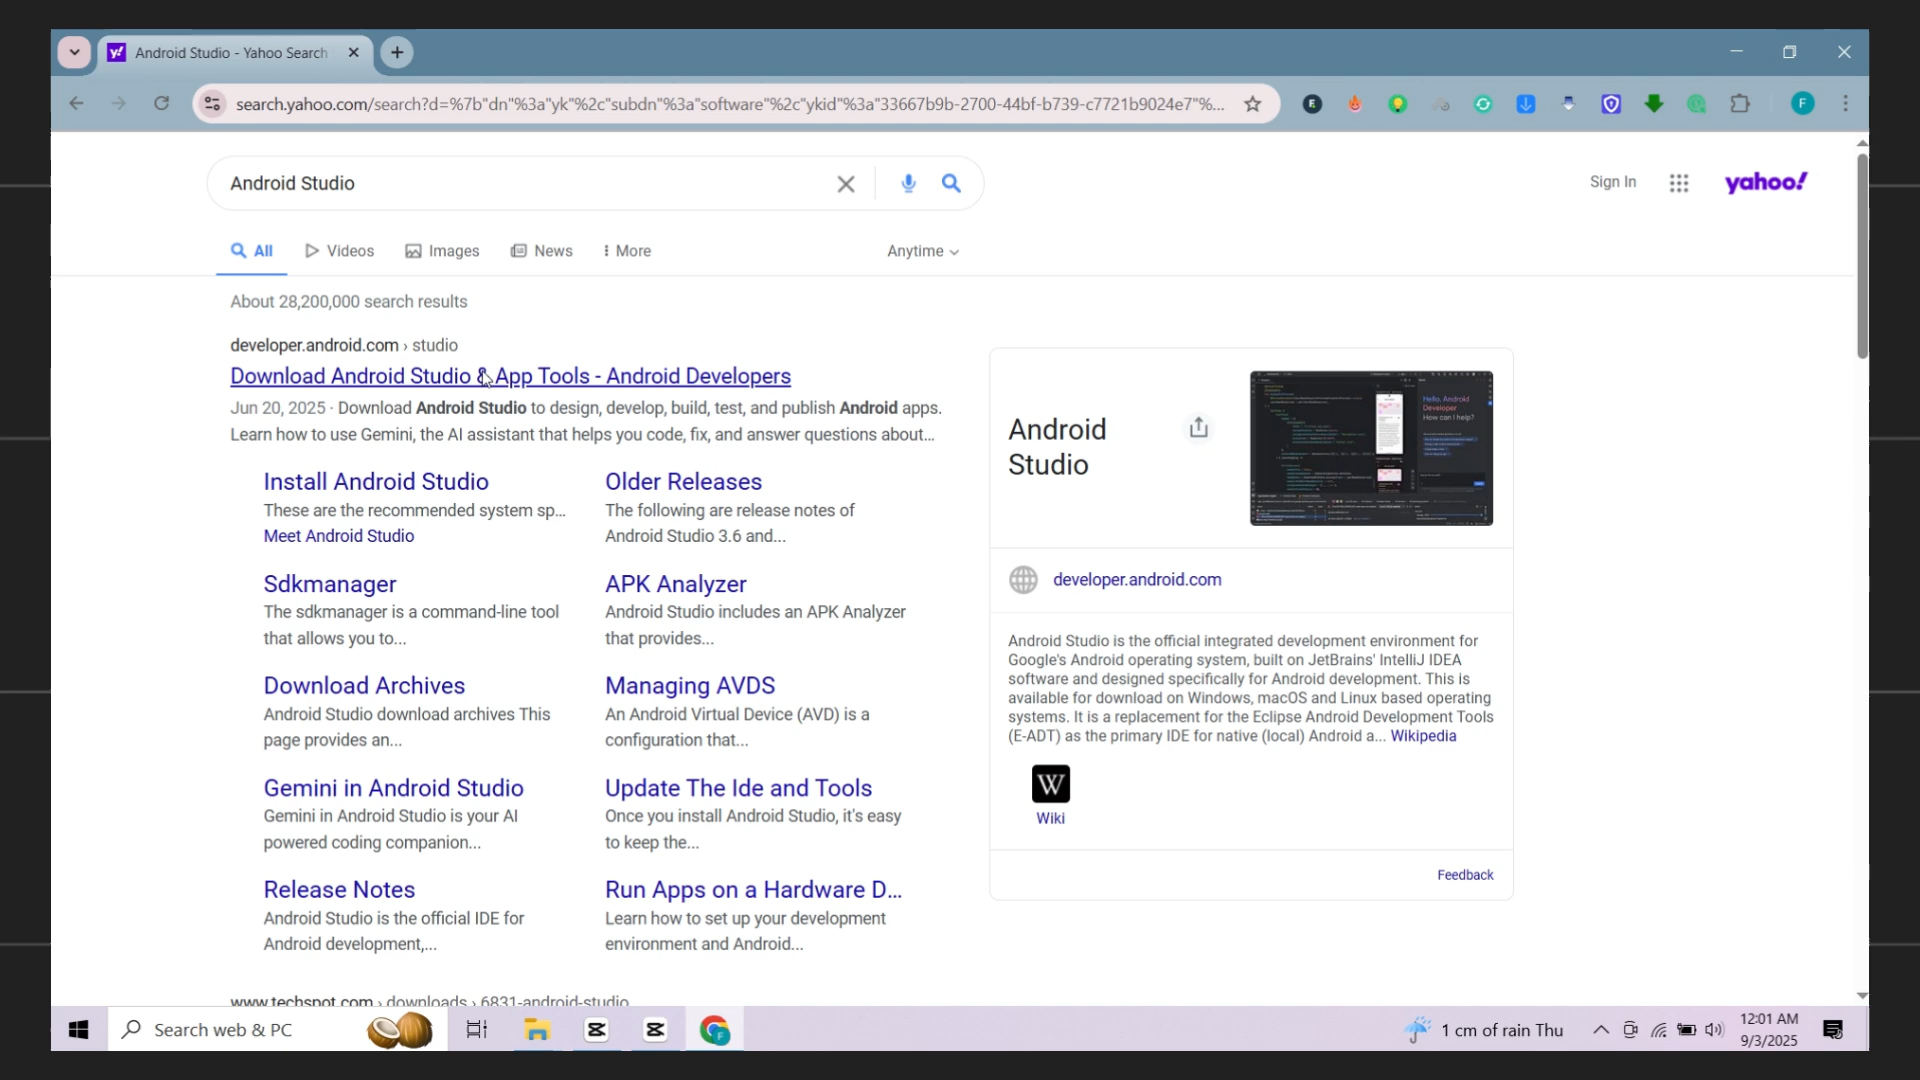 Android Studio - Yahoo Search
search.yahoo.com/search?d=%7b"dn"%3a"yk"%2c"subdn"%3a"software"%2c"ykid"%3a"33667b9b-2700-44bf-b739-c7721b9024e7"%...
F
Android Studio
Sign In
yahoo!
All
Videos
Images
News
More
Anytime
About 28,200,000 search results
developer.android.com › studio
Download Android Studio & App Tools - Android Developers
Jun 20, 2025 · Download Android Studio to design, develop, build, test, and publish Android apps.
Learn how to use Gemini, the AI assistant that helps you code, fix, and answer questions about...
Install Android Studio
These are the recommended system sp...
Meet Android Studio
Older Releases
The following are release notes of
Android Studio 3.6 and...
Sdkmanager
The sdkmanager is a command-line tool
that allows you to...
APK Analyzer
Android Studio includes an APK Analyzer
that provides...
Download Archives
Android Studio download archives This
page provides an...
Managing AVDS
An Android Virtual Device (AVD) is a
configuration that...
Gemini in Android Studio
Gemini in Android Studio is your AI
powered coding companion...
Update The Ide and Tools
Once you install Android Studio, it's easy
to keep the...
Release Notes
Android Studio is the official IDE for
Android development,...
Run Apps on a Hardware D...
Learn how to set up your development
environment and Android...
www.techspot.com › downloads › 6831-android-studio
Android
Studio
Hello, Android
Developer
How can I help?
developer.android.com
Android Studio is the official integrated development environment for
Google's Android operating system, built on JetBrains' IntelliJ IDEA
software and designed specifically for Android development. This is
available for download on Windows, macOS and Linux based operating
systems. It is a replacement for the Eclipse Android Development Tools
(E-ADT) as the primary IDE for native (local) Android a... Wikipedia
W
Wiki
Feedback
Search web & PC
1 cm of rain Thu
12:01 AM
9/3/2025